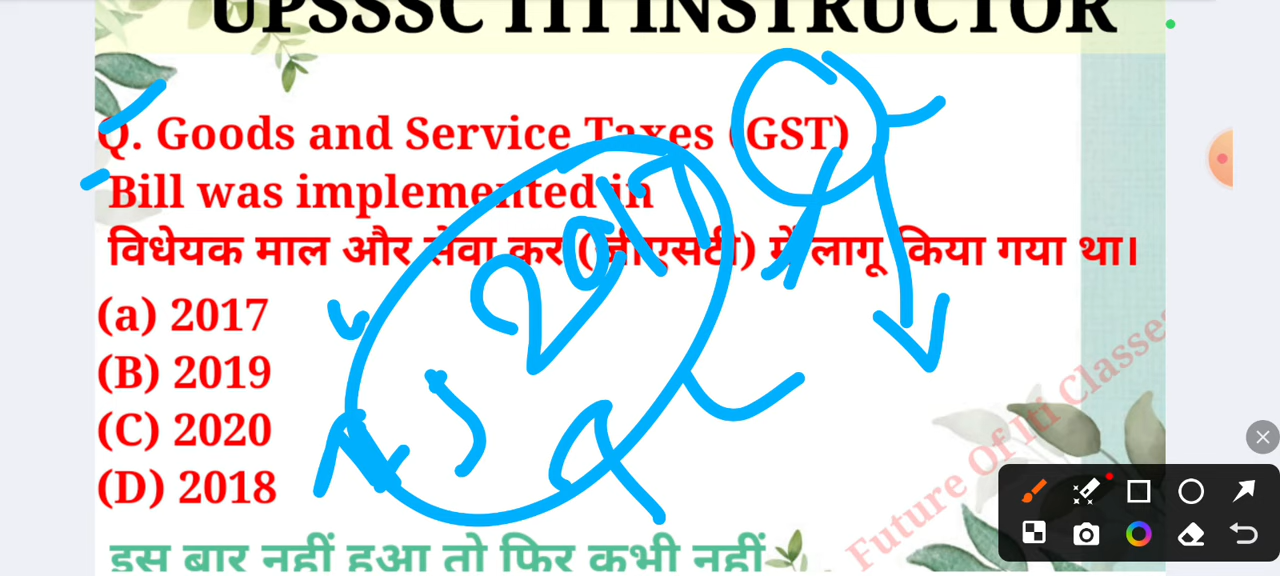 UPSSSC ITI INSTRUCTOR
Q. Goods and Service Taxes (GST)
Bill was implemented in
विधेयक माल और सेवा कर (जीएसटी) में लागू किया गया था।
(a) 2017
(B) 2019
(C) 2020
(D) 2018
2017
इस बार नहीं हुआ तो फिर कभी नहीं
Future Of Iti Classes